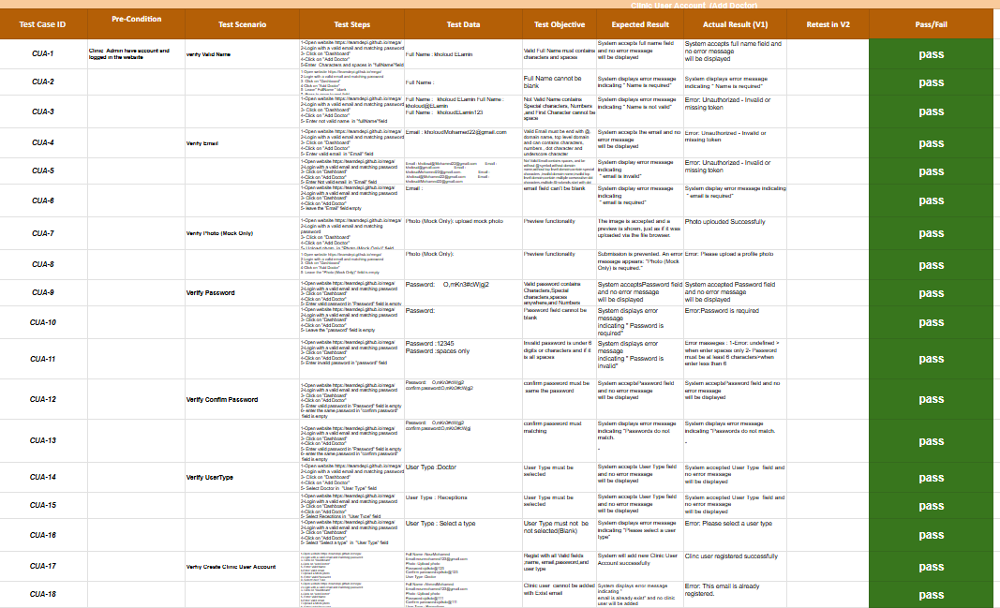 Clinic User Account (Add Doctor)
Test Case ID Pre-Condition Test Scenario Test Steps Test Data Test Objective Expected Result Actual Result (V1) Retest in V2 Pass/Fail
CUA-1
Clinic Admin have account and
logged in the website
verify Valid Name
1-Open website https://teamdepi.github.io/mega/
2-Login with a valid email and matching password
3- Click on "Dashboard"
4-Click on "Add Doctor"
5-Enter Characters and spaces in "fullName"field
Full Name : kholoud ELamin
Valid Full Name must contains
characters and spaces
System accepts full name field
and no error message
will be displayed
System accepts full name field and
no error message
will be displayed
pass
CUA-2
1-Open website https://teamdepi.github.io/mega/
2-Login with a valid email and matching password
3- Click on "Dashboard"
4-Click on "Add Doctor"
Full Name :
Full Name cannot be
blank
System displays error message
indicating " Name is required"
System displays error message
indicating " Name is required"
pass
CUA-3
1-Open website https://teamdepi.github.io/mega/
2-Login with a valid email and matching password
3- Click on "Dashboard"
4-Click on "Add Doctor"
5-Enter not valid name in "fullName"field
Full Name : kholoud ELamin Full Name :
kholoud@ELamin
Full Name : kholoudELamin123
Not Valid Name contains
Special characters, Numbers
,and First Character cannot be
space
System displays error message
indicating " Name is not valid"
Error: Unauthorized - Invalid or
missing token
pass
CUA-4
Verify Email
1-Open website https://teamdepi.github.io/mega/
2-Login with a valid email and matching password
3- Click on "Dashboard"
4-Click on "Add Doctor"
5- Enter valid email in "Email" field
Email : kholoudMohamed22@gmail.com
Valid Email must be end with @,
domain name, top level domain
and can contains characters,
numbers , dot character and
underscore character
System accepts the email and no
error message
will be displayed
Error: Unauthorized - Invalid or
missing token
pass
CUA-5
1-Open website https://teamdepi.github.io/mega/
2-Login with a valid email and matching password
3- Click on "Dashboard"
4-Click on "Add Doctor"
5- Enter Not valid email in "Email" field
System displays error message
indicating
" email is invalid"
Error: Unauthorized - Invalid or
missing token
pass
CUA-6
1-Open website https://teamdepi.github.io/mega/
2-Login with a valid email and matching password
3- Click on "Dashboard"
4-Click on "Add Doctor"
5- leave the "Email" field empty
Email :
email field can't be blank
System display error message
indicating
" email is required"
System display error message indicating
" email is required"
pass
CUA-7
Verify Photo (Mock Only)
1-Open website https://teamdepi.github.io/mega/
2-Login with a valid email and matching
password
3- Click on "Dashboard"
4-Click on "Add Doctor"
5- Upload photo in "Photo (Mock Only)" field
Photo (Mock Only): upload mock photo
Preview functionality
The image is accepted and a
preview is shown, just as if it was
uploaded via the file browser.
Photo uplouded Successfully
pass
CUA-8
1-Open website https://teamdepi.github.io/mega/
2-Login with a valid email and matching password
3- Click on "Dashboard"
4-Click on "Add Doctor"
5- Leave the "Photo (Mock Only)" field is empty
Photo (Mock Only):
Preview functionality
Submission is prevented. An error
message appears: "Photo (Mock
Only) is required."
Error: Please upload a profile photo
pass
CUA-9
Verify Password
1-Open website https://teamdepi.github.io/mega/
2-Login with a valid email and matching password
3- Click on "Dashboard"
4-Click on "Add Doctor"
5- Enter valid password in "Password" field is empty
Password: O,mKn3#cWjgj2
Valid password contains
Characters,Special
characters,spaces
anywhere,and Numbers
System acceptsPassword field
and no error message
will be displayed
System accepted Password field
and no error message
will be displayed
pass
CUA-10
1-Open website https://teamdepi.github.io/mega/
2-Login with a valid email and matching password
3- Click on "Dashboard"
4-Click on "Add Doctor"
5- Leave the "password" field is empty
Password:
Password field cannot be
blank
System displays error
message
indicating " Password is
required"
Error:Password is required
pass
CUA-11
1-Open website https://teamdepi.github.io/mega/
2-Login with a valid email and matching password
3- Click on "Dashboard"
4-Click on "Add Doctor"
5- Enter invalid password in "password" field
Password :12345
Password :spaces only
Invalid password is under 6
digits or characters and if it
is all spaces
System displays error
message
indicating " Password is
invalid"
Error masseges : 1-Error: undefined >
when enter spaces only 2- Password
must be at least 6 characters>when
enter less than 6
pass
CUA-12
Verify Confim Password
1-Open website https://teamdepi.github.io/mega/
2-Login with a valid email and matching password
3- Click on "Dashboard"
4-Click on "Add Doctor"
5- Enter valid password in "Password" field is empty
6- enter the same password in "confirm password"
field is empty
Password: O,mKn3#cWjgj2
confirm password:O,mKn3#cWjgj2
confirm password must be
same the password
System acceptsPassword field
and no error message
will be displayed
System acceptsPassword field and no
error message
will be displayed
pass
CUA-13
1-Open website https://teamdepi.github.io/mega/
2-Login with a valid email and matching password
3- Click on "Dashboard"
4-Click on "Add Doctor"
5- Enter valid password in "Password" field is empty
6- enter the same password in "confirm password"
field is empty
Password: O,mKn3#cWjgj2
confirm password:O,mKn3#cWjgj
confirm password must
matching
System displays error message
indicating "Passwords do not
match.
"
System displays error message
indicating "Passwords do not match.
"
pass
CUA-14
Verify UserType
1-Open website https://teamdepi.github.io/mega/
2-Login with a valid email and matching password
3- Click on "Dashboard"
4-Click on "Add Doctor"
5- Select Doctor in "User Type" field
User Type :Doctor
User Type must be
selected
System accepts User Type field
and no error message
will be displayed
System accepted User Type field and
no error message
will be displayed
pass
CUA-15
1-Open website https://teamdepi.github.io/mega/
2-Login with a valid email and matching password
3- Click on "Dashboard"
4-Click on "Add Doctor"
5- Select Receptions in "User Type" field
User Type : Receptions
User Type must be
selected
System accepts User Type field
and no error message
will be displayed
System accepted User Type field and
no error message
will be displayed
pass
CUA-16
1-Open website https://teamdepi.github.io/mega/
2-Login with a valid email and matching password
3- Click on "Dashboard"
4-Click on "Add Doctor"
5- Select "Select a type" in "User Type" field
User Type : Select a type
User Type must not be
not selected(Blank)
System displays error message
indicating "Please select a user
type"
Error: Please select a user type
pass
CUA-17
Verify Create Clinic User Account
Regist with all Valid fields
,name, email,password,and
user type
System will add new Clinic User
Account successfully
Clinc user registered successfully
pass
CUA-18
Clinic user cannot be added
with Exist email
System displays error message
indicating "
email is already exist" and no clinic
user will be added
Error: This email is already
registered.
pass